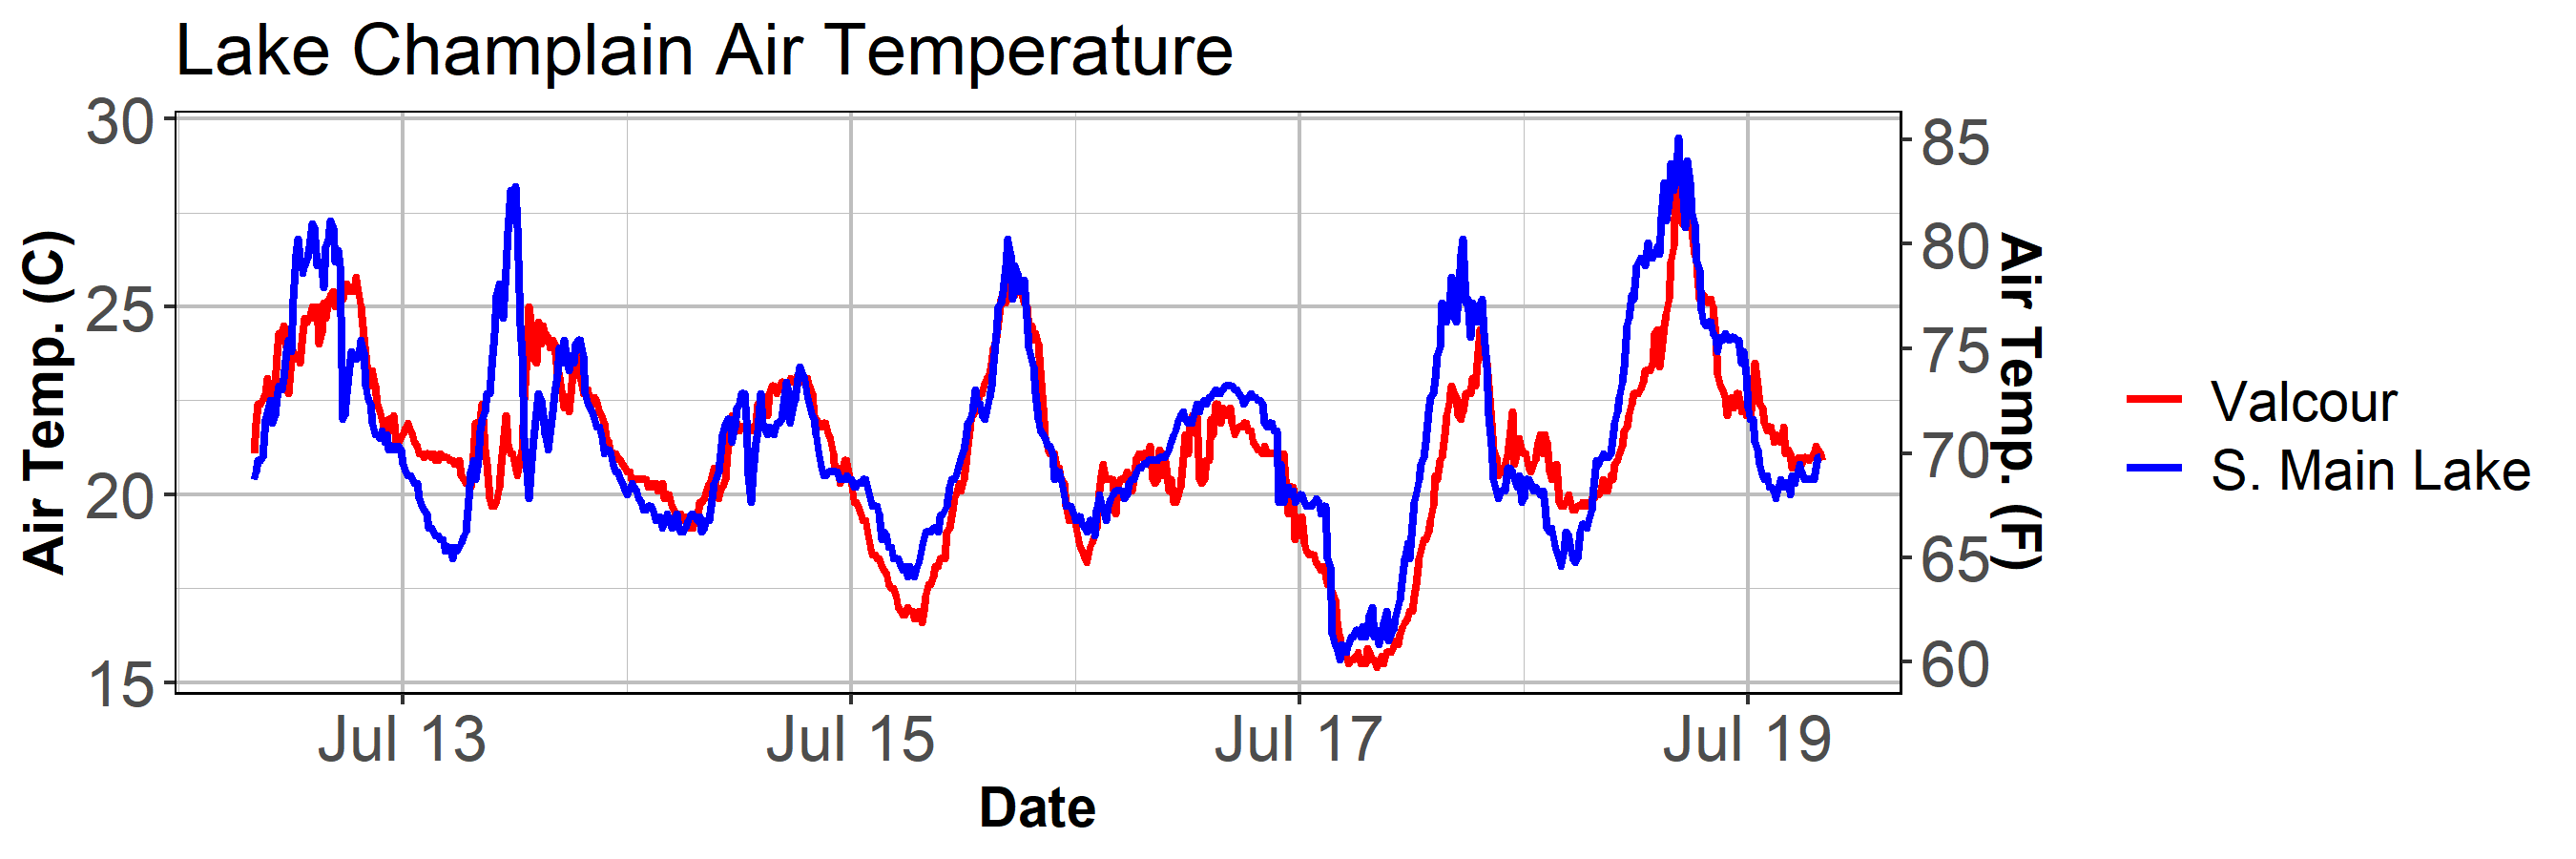 Lake Champlain Air Temperature
30
25
20
15
Air Temp. (C)
85
80
75
70
65
60
Air Temp. (F)
Jul 13
Jul 15
Jul 17
Jul 19
Date
Valcour
S. Main Lake